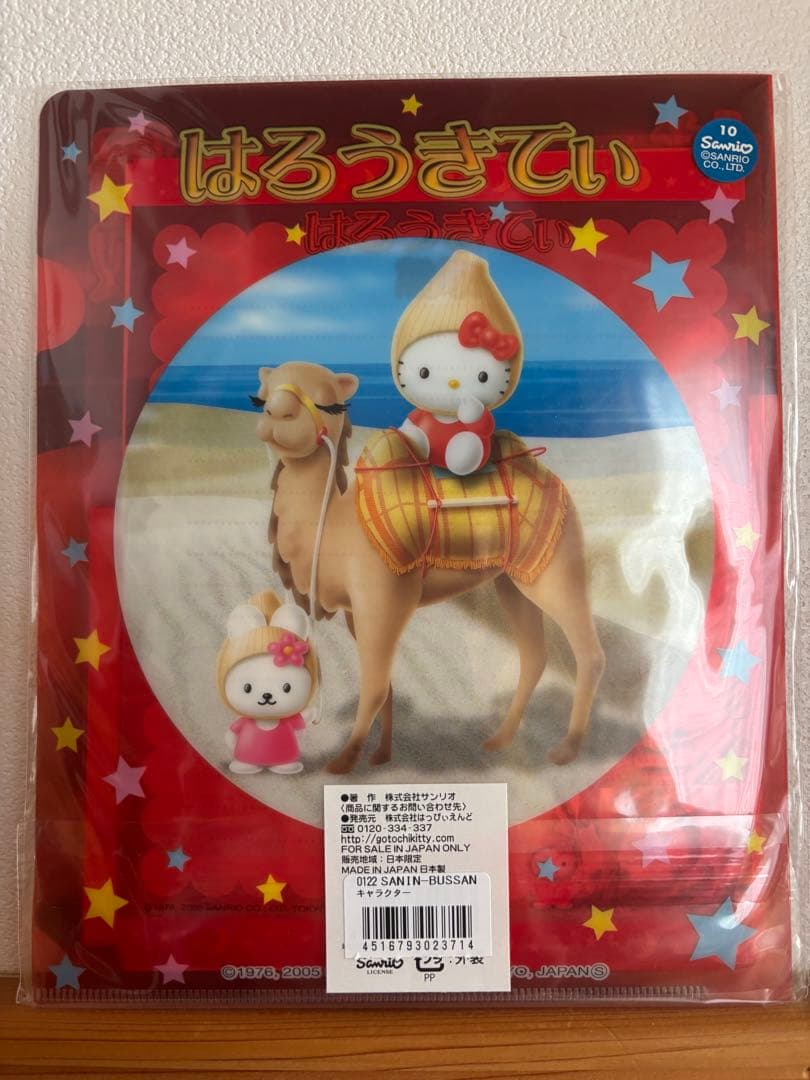 はろうきてぃ
10
Sanrio
©SANRIO
CO., LTD.
はろうきてぃ
●著 作 株式会社サンリオ
〈商品に関するお問い合わせ先〉
●発売元 株式会社はっぴぃえんど
0120-334-337
http://gotochikitty.com
FOR SALE IN JAPAN ONLY
販売地域：日本限定
MADE IN JAPAN 日本製
0122 SANIN-BUSSAN
キャラクター
4516793023714
Sanrio
LICENSE
プラ：外装
PP
©1976, 2005
, JAPAN Ⓢ